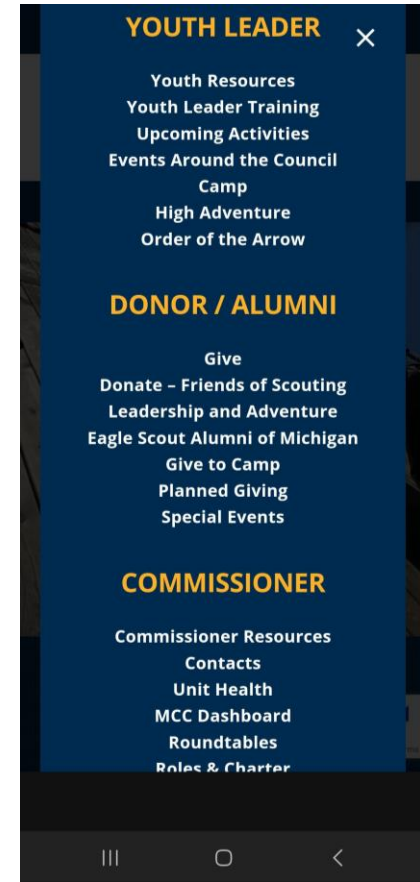 YOUTH LEADER
Youth Resources
Youth Leader Training
Upcoming Activities
Events Around the Council
Camp
High Adventure
Order of the Arrow
DONOR / ALUMNI
Give
Donate – Friends of Scouting
Leadership and Adventure
Eagle Scout Alumni of Michigan
Give to Camp
Planned Giving
Special Events
COMMISSIONER
Commissioner Resources
Contacts
Unit Health
MCC Dashboard
Roundtables
Roles & Charter